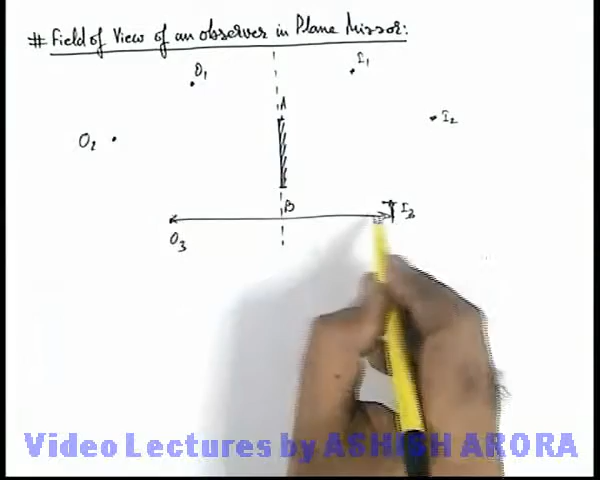 # Field of View of an observer in Plane Mirror:
O1
I1
A
I2
O2
B
I3
O3
Video Lectures by ASHISH ARORA